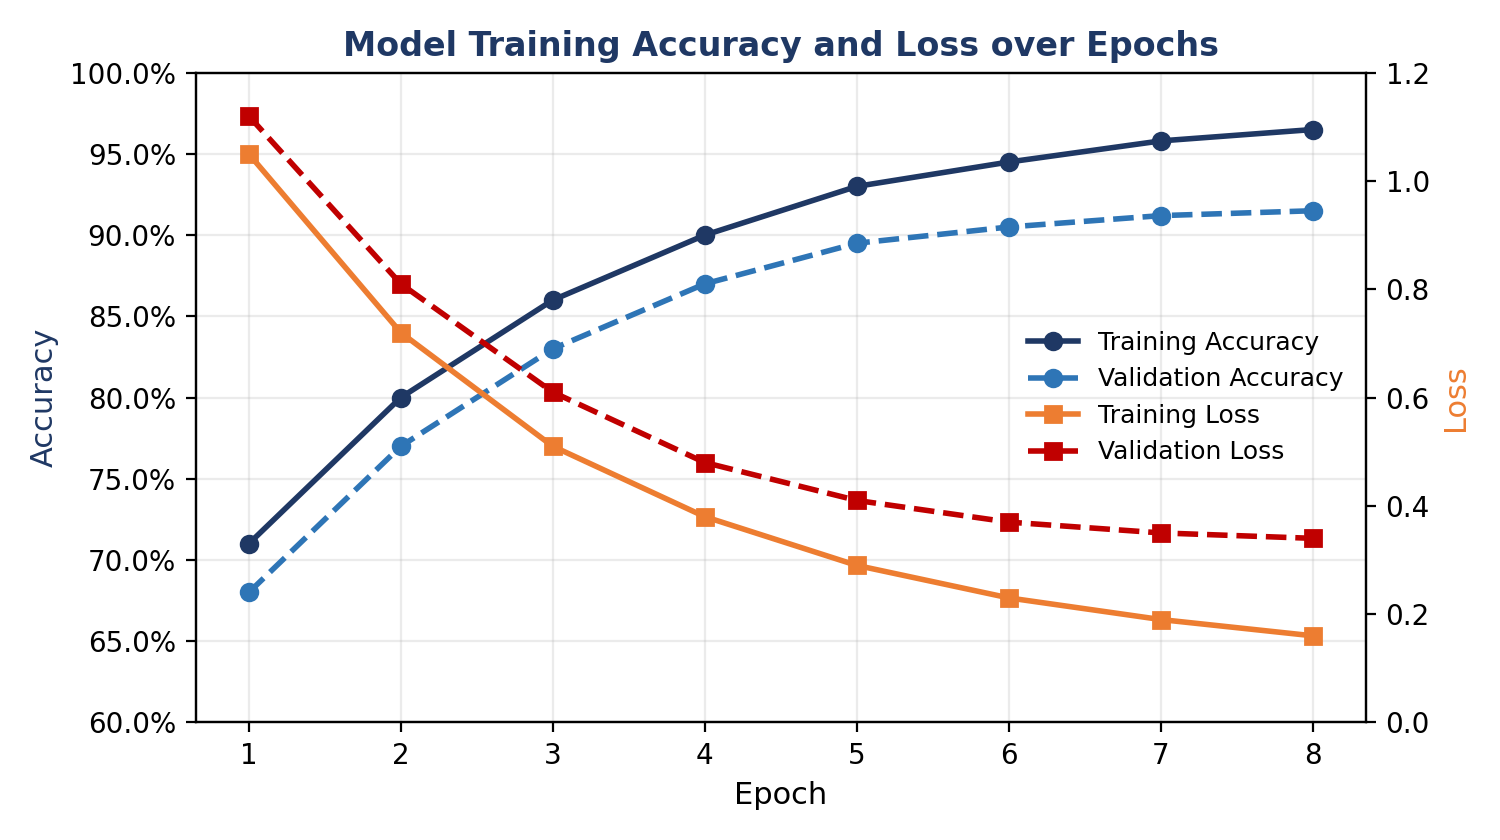 Model Training Accuracy and Loss over Epochs
100.0%
95.0%
90.0%
85.0%
80.0%
75.0%
70.0%
65.0%
60.0%
Accuracy
1.2
1.0
0.8
0.6
0.4
0.2
0.0
Loss
Training Accuracy
Validation Accuracy
Training Loss
Validation Loss
1 2 3 4 5 6 7 8
Epoch